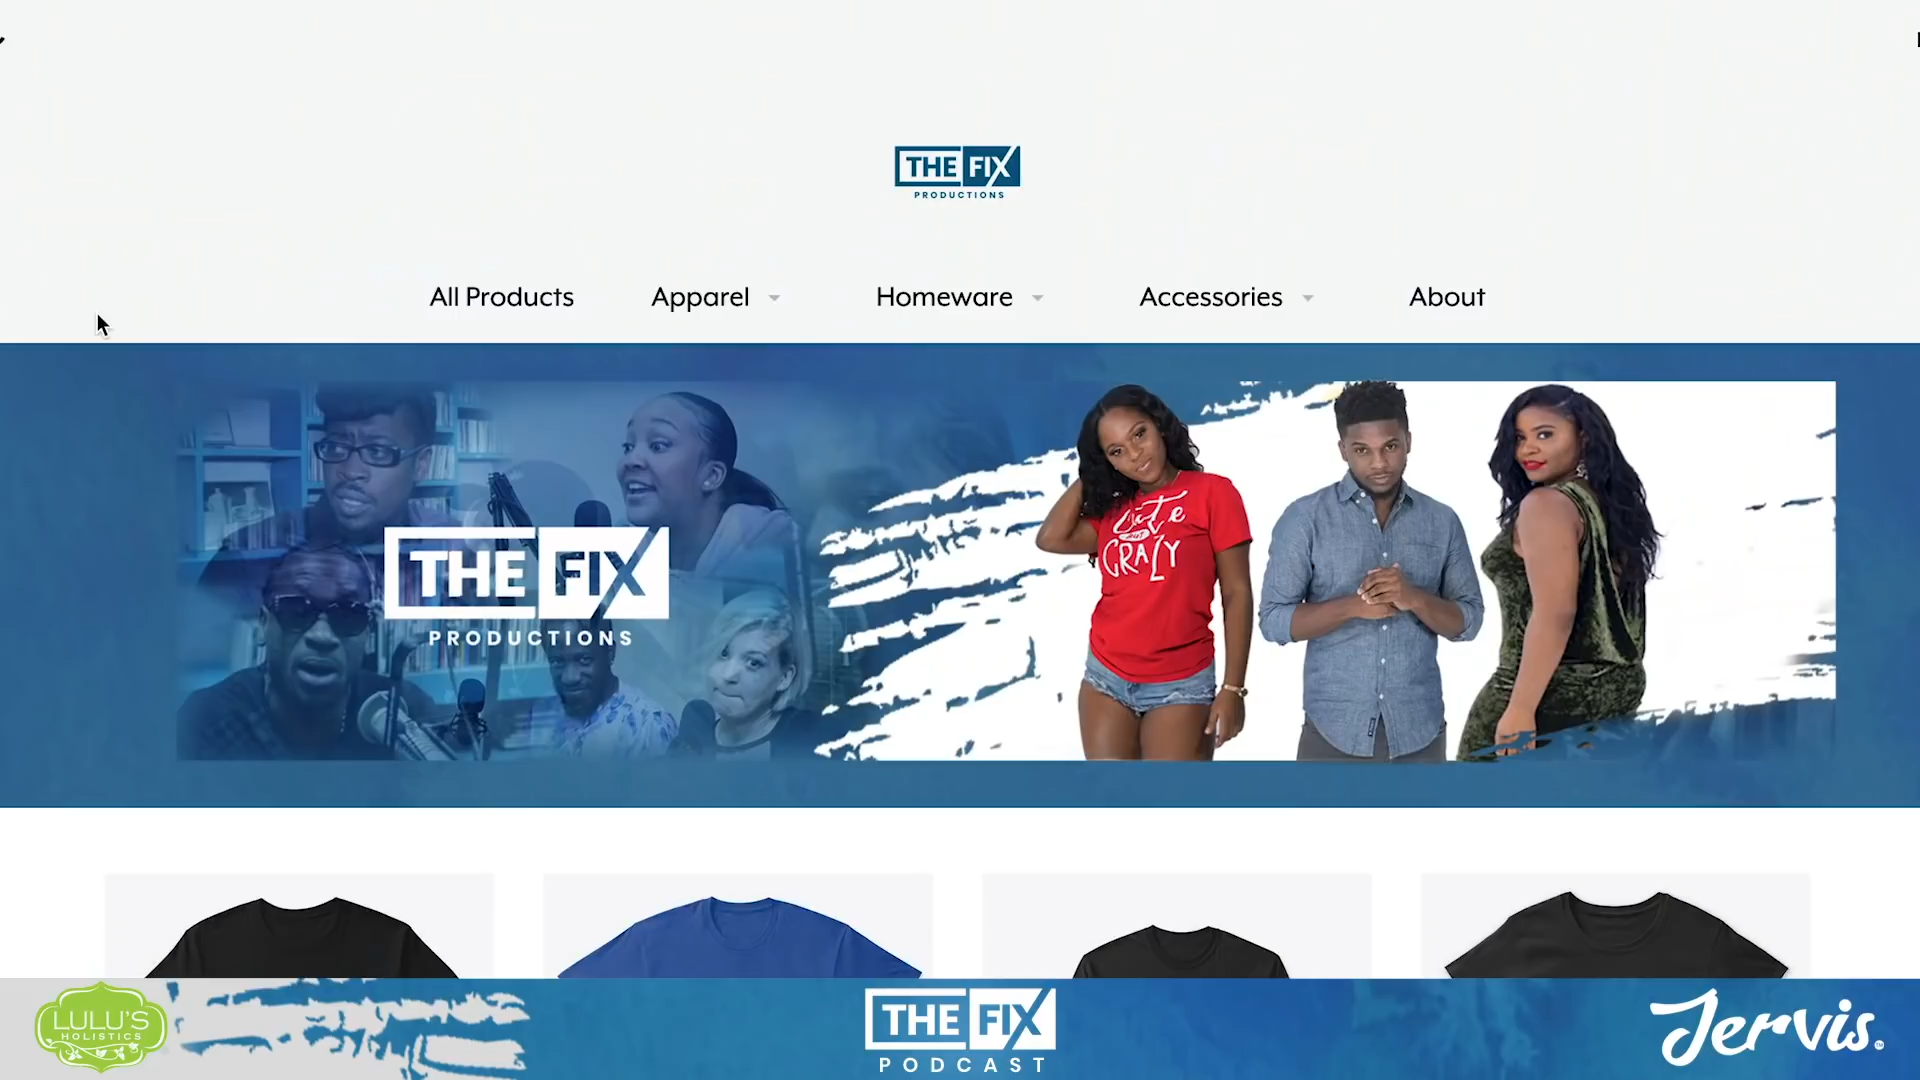 THE FIX
PRODUCTIONS
All Products
Apparel
Homeware
Accessories
About
THE FIX
PRODUCTIONS
CRAZY
LULU'S
HOLISTICS
THE FIX
PODCAST
Jervis.